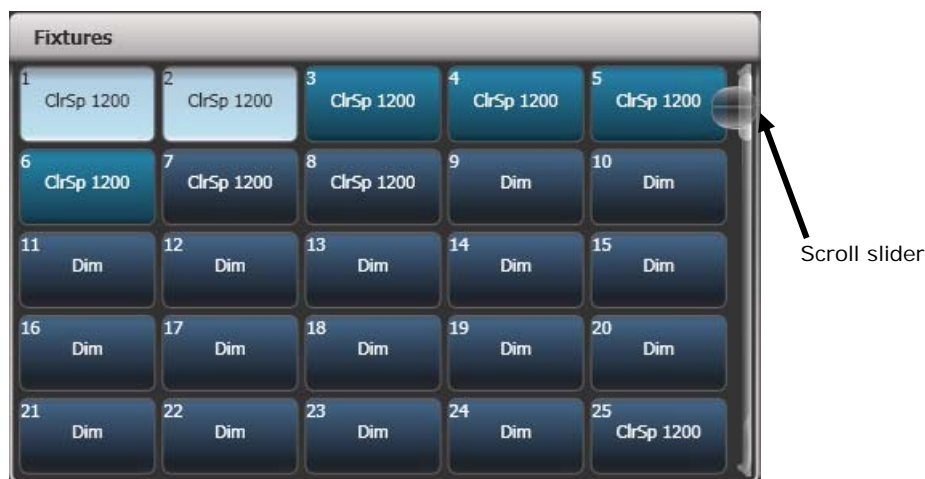 Fixtures
1 2 3 4 5
ClrSp 1200 ClrSp 1200 ClrSp 1200 ClrSp 1200 ClrSp 1200
6 7 8 9 10
ClrSp 1200 ClrSp 1200 ClrSp 1200 Dim Dim
11 12 13 14 15
Dim Dim Dim Dim Dim
Scroll slider
16 17 18 19 20
Dim Dim Dim Dim Dim
21 22 23 24 25
Dim Dim Dim Dim ClrSp 1200